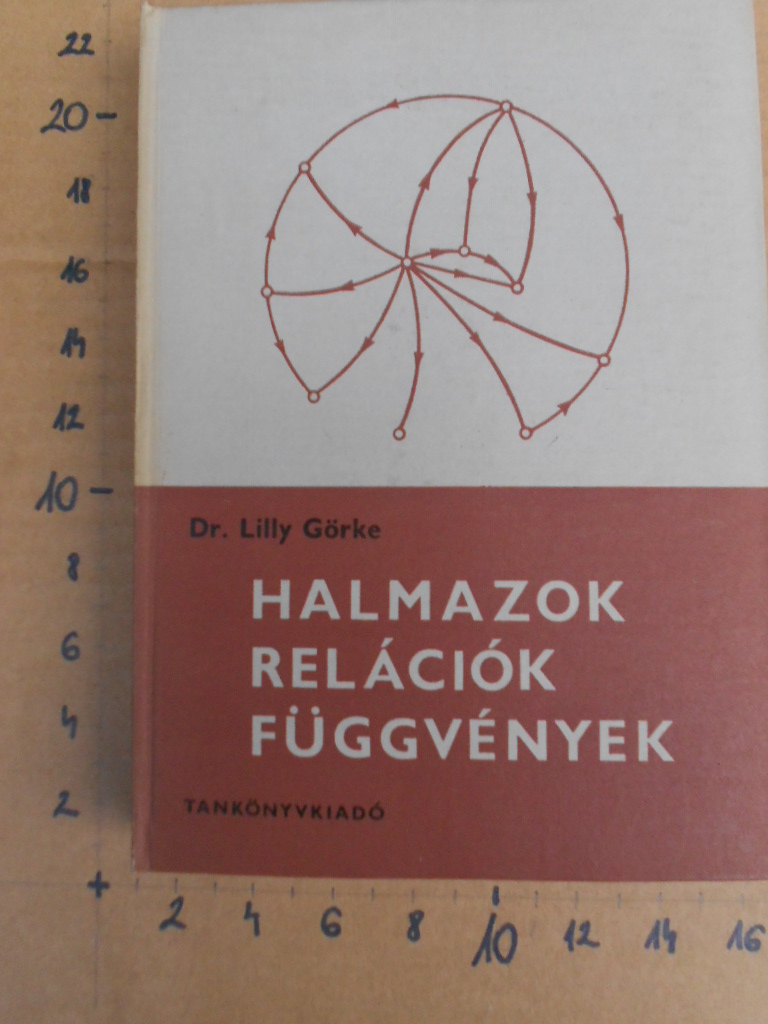 22
20
18
16
14
12
10
8
6
4
2
Dr. Lilly Görke
HALMAZOK
RELÁCIÓK
FÜGGVÉNYEK
TANKÖNYVKIADÓ
2 4 6 8 10 12 14 16